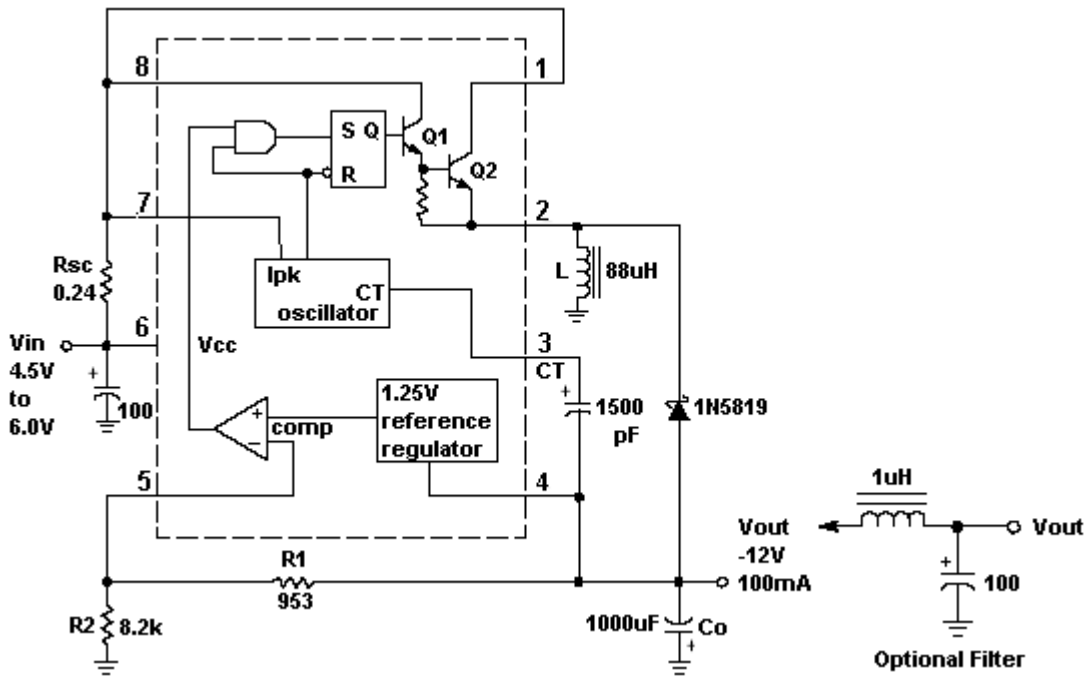 8
1
S Q
Q1
R
Q2
7
2
Rsc
0.24
Ipk
CT
oscillator
L
88uH
6
Vin
4.5V
to
6.0V
Vcc
3
CT
+
100
1.25V
reference
regulator
+
comp
−
+
1500
pF
1N5819
5
4
1uH
Vout
-12V
100mA
Vout
R1
953
+
100
R2
8.2k
1000uF
Co
+
Optional Filter